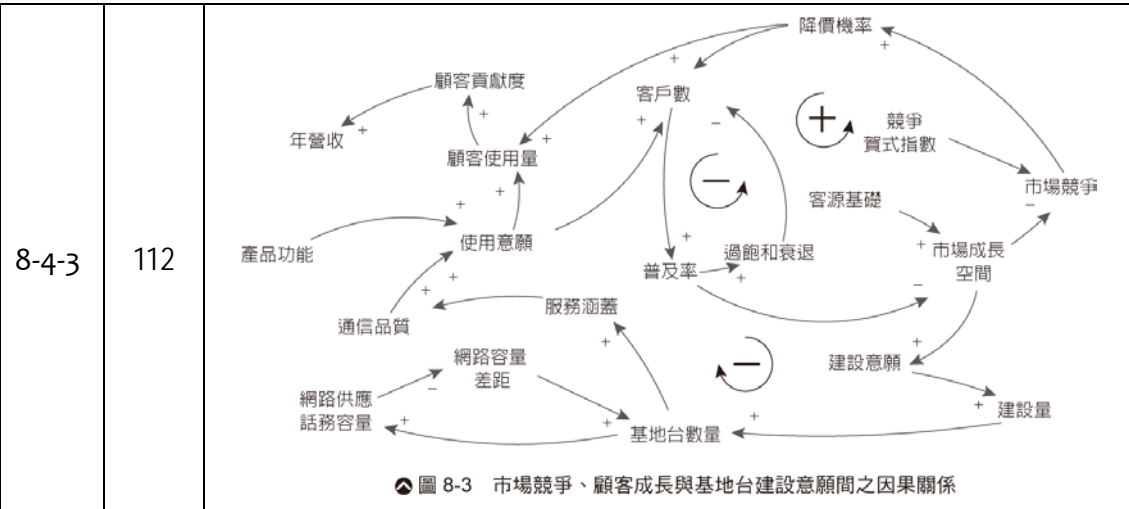 8-4-3
112
降價機率
+
+
顧客貢獻度
客戶數
+
+
年營收
+
−
+
競爭
賀式指數
+
顧客使用量
+
−
市場競爭
−
+
+
客源基礎
產品功能
使用意願
+
普及率
過飽和衰退
+
+
市場成長
空間
−
+
+
服務涵蓋
通信品質
+
−
+
建設意願
網路容量
差距
−
網路供應
話務容量
+
+
基地台數量
+
+
建設量
圖 8-3 市場競爭、顧客成長與基地台建設意願間之因果關係